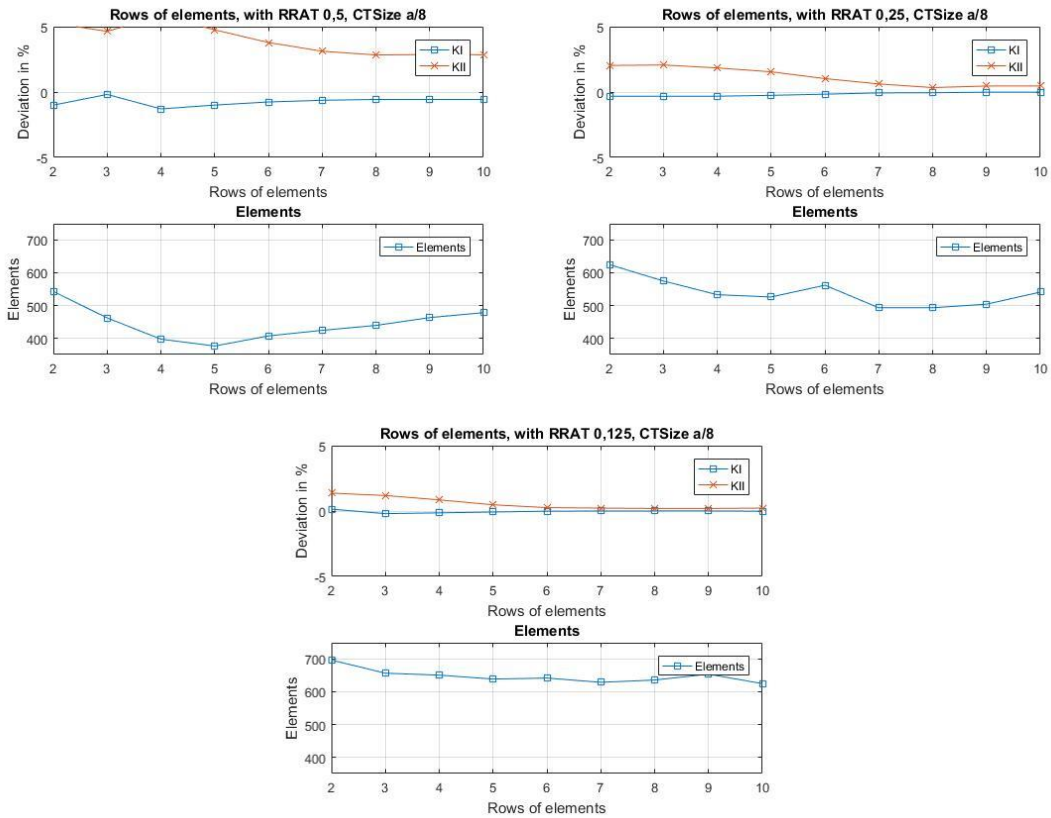 Rows of elements, with RRAT 0,5, CTSize a/8
5
0
-5
Deviation in %
KI
KII
2 3 4 5 6 7 8 9 10
Rows of elements
Elements
700
600
500
400
Elements
Elements
2 3 4 5 6 7 8 9 10
Rows of elements
Rows of elements, with RRAT 0,25, CTSize a/8
5
0
-5
Deviation in %
KI
KII
2 3 4 5 6 7 8 9 10
Rows of elements
Elements
700
600
500
400
Elements
Elements
2 3 4 5 6 7 8 9 10
Rows of elements
Rows of elements, with RRAT 0,125, CTSize a/8
5
0
-5
Deviation in %
KI
KII
2 3 4 5 6 7 8 9 10
Rows of elements
Elements
700
600
500
400
Elements
Elements
2 3 4 5 6 7 8 9 10
Rows of elements